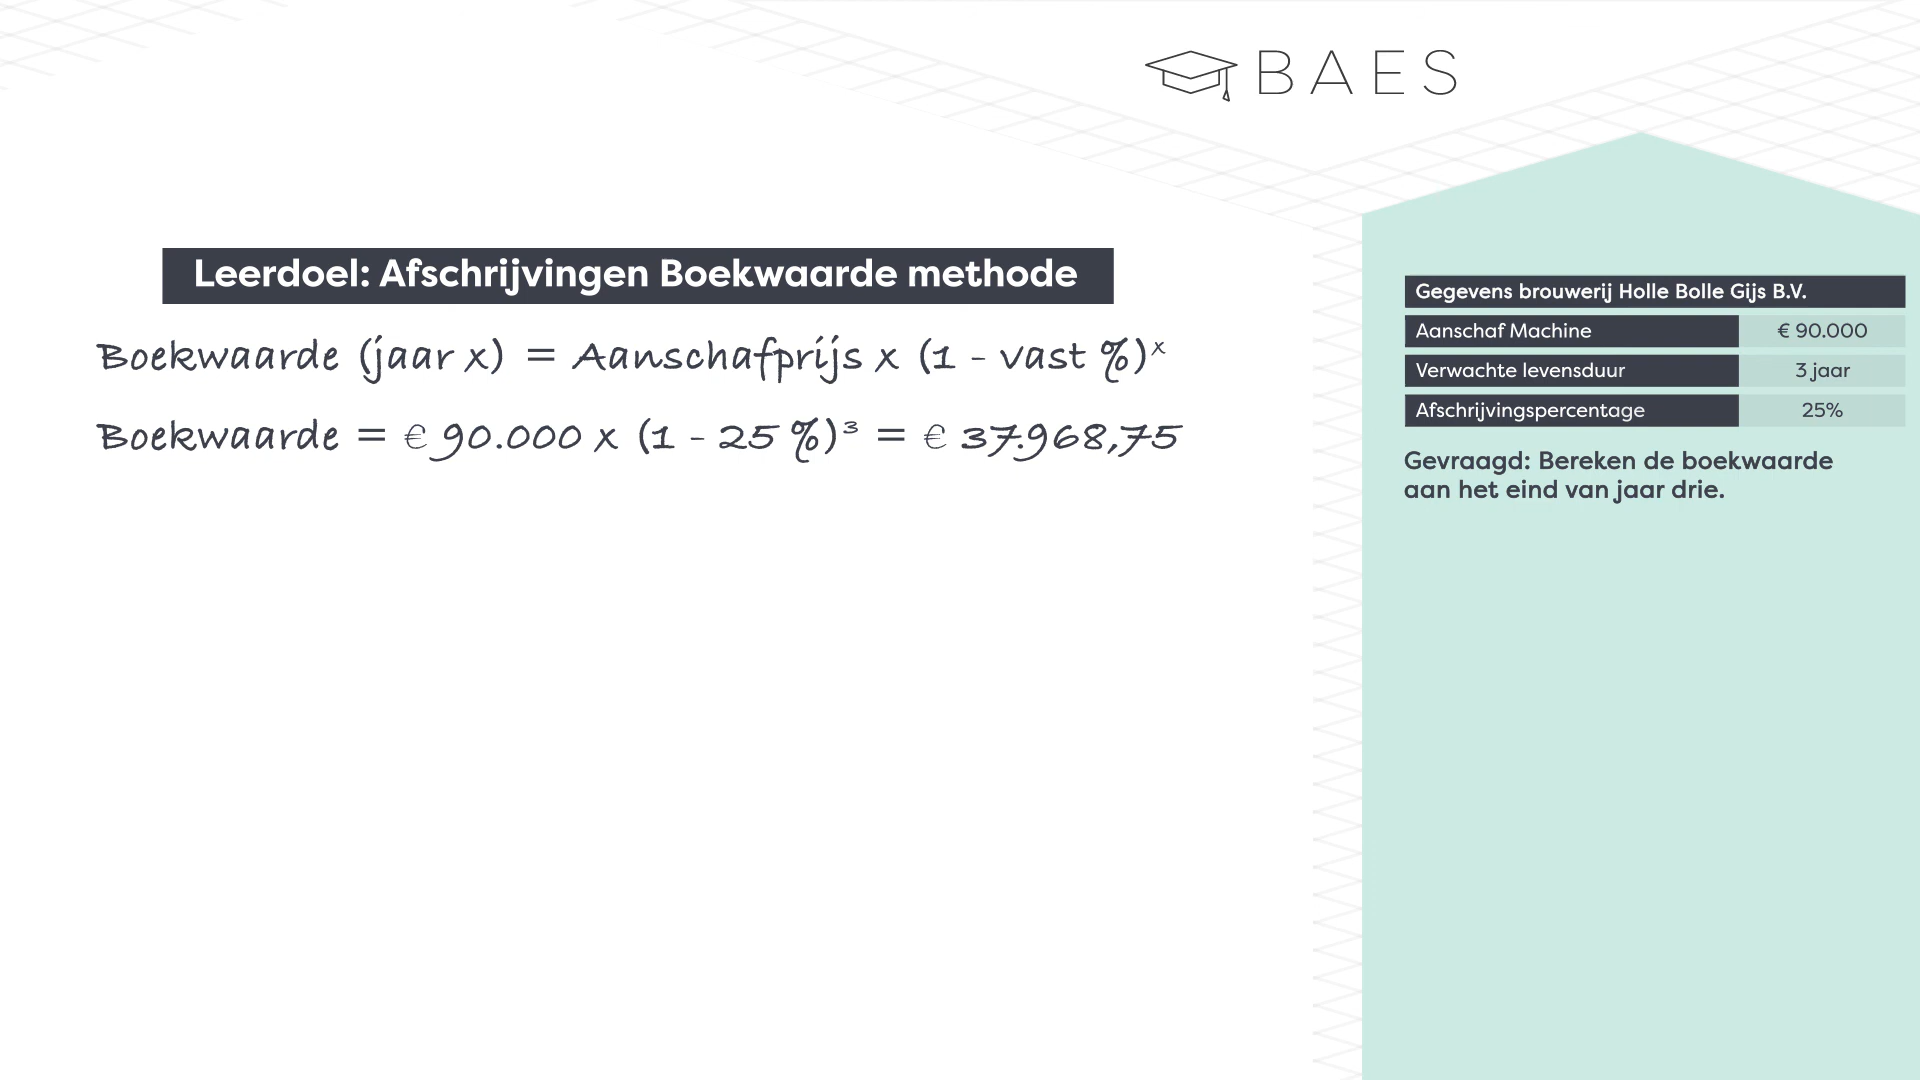 BAES
Leerdoel: Afschrijvingen Boekwaarde methode
Boekwaarde (jaar x) = Aanschafprijs x (1 - vast %)ˣ
Boekwaarde = € 90.000 x (1 - 25 %)³ = € 37.968,75
Gegevens brouwerij Holle Bolle Gijs B.V.
Aanschaf Machine € 90.000
Verwachte levensduur 3 jaar
Afschrijvingspercentage 25%
Gevraagd: Bereken de boekwaarde
aan het eind van jaar drie.